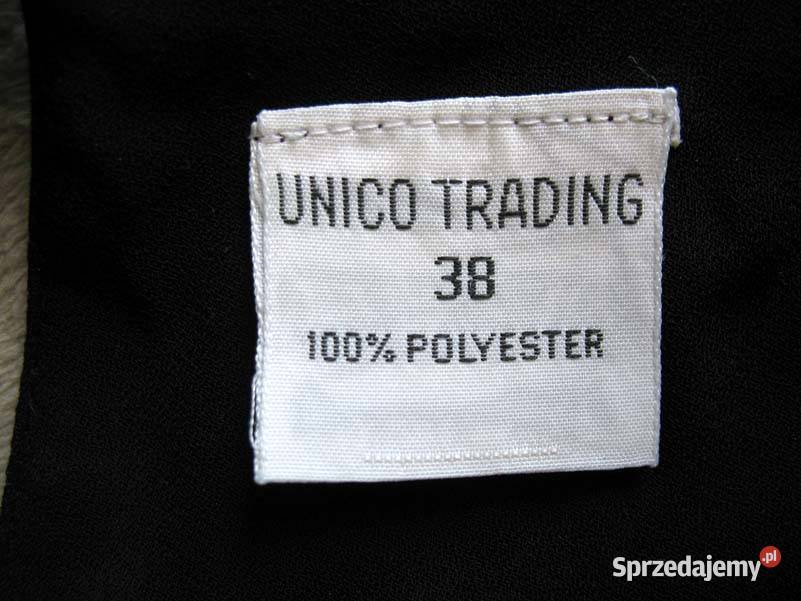 UNICO TRADING
38
100% POLYESTER
Sprzedajemy.pl